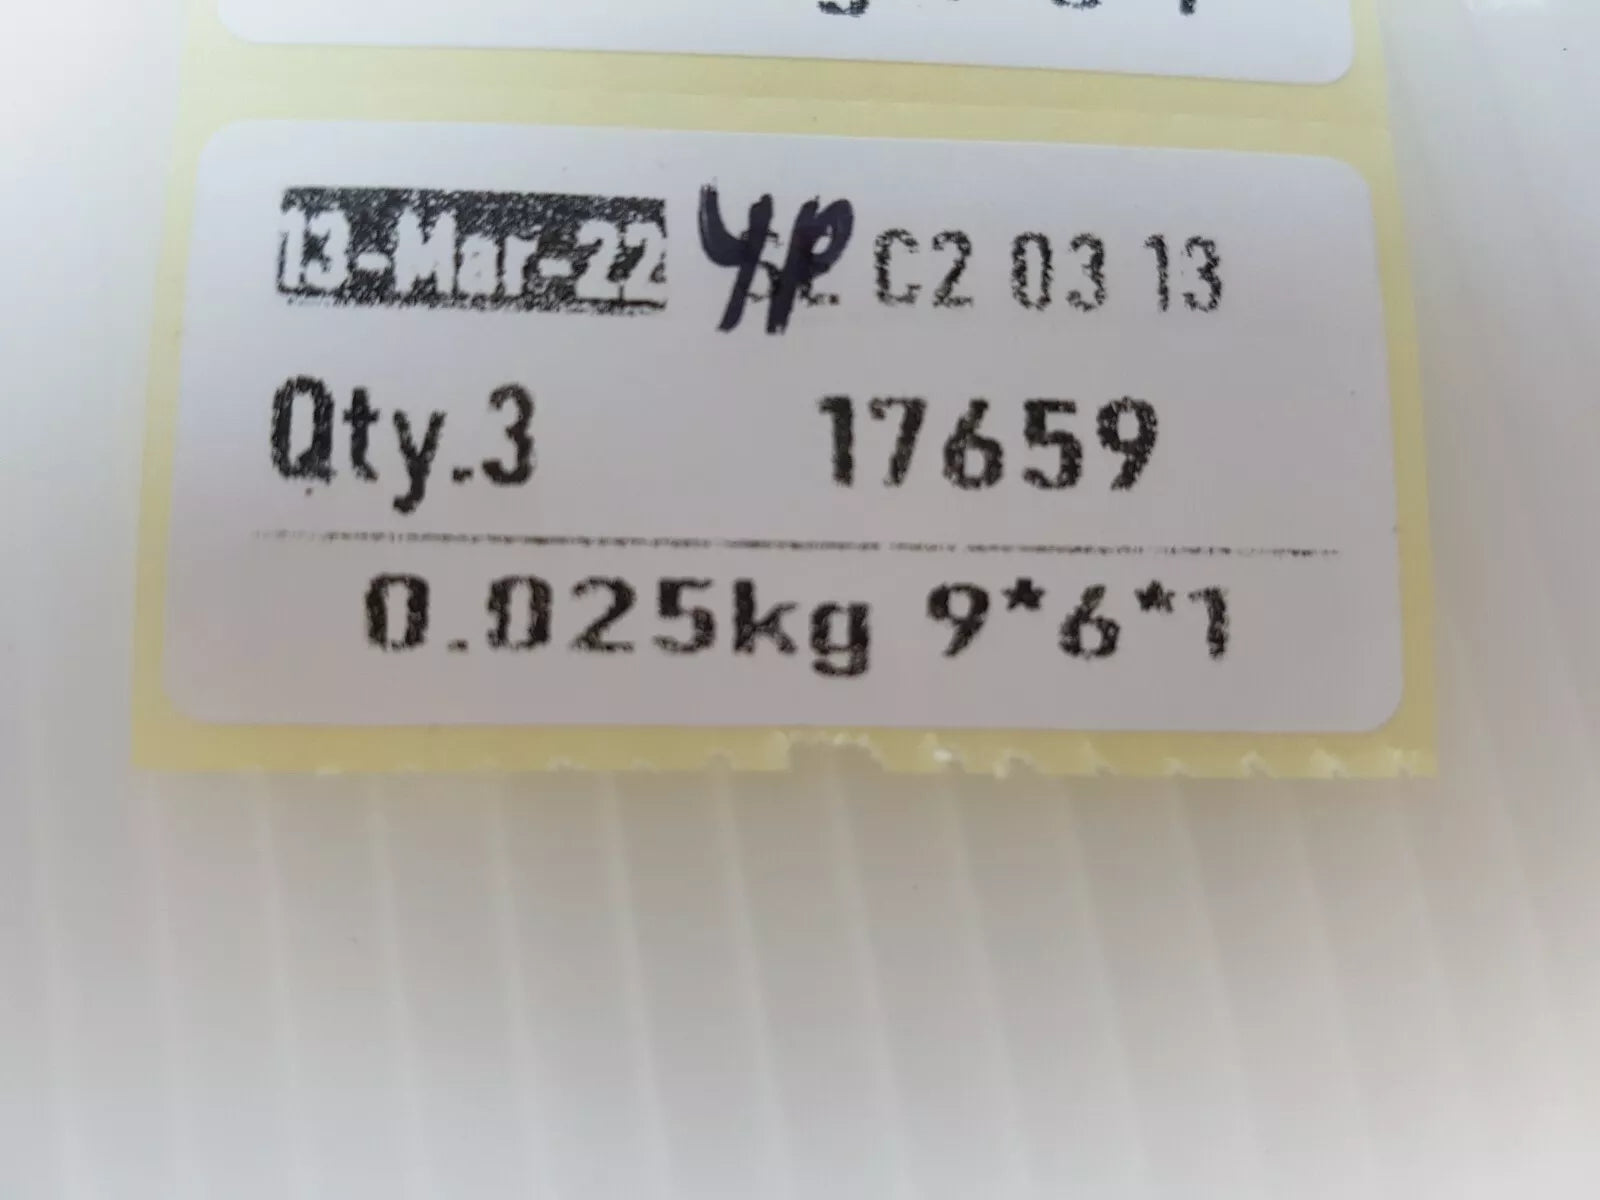 13-Mar-22 C2 03 13
Qty.3 17659
0.025kg 9*6*1